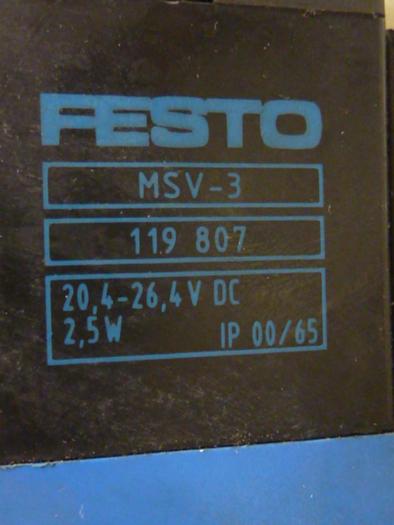 FESTO
MSV-3
119 807
20,4-26,4V DC
2,5W IP 00/65